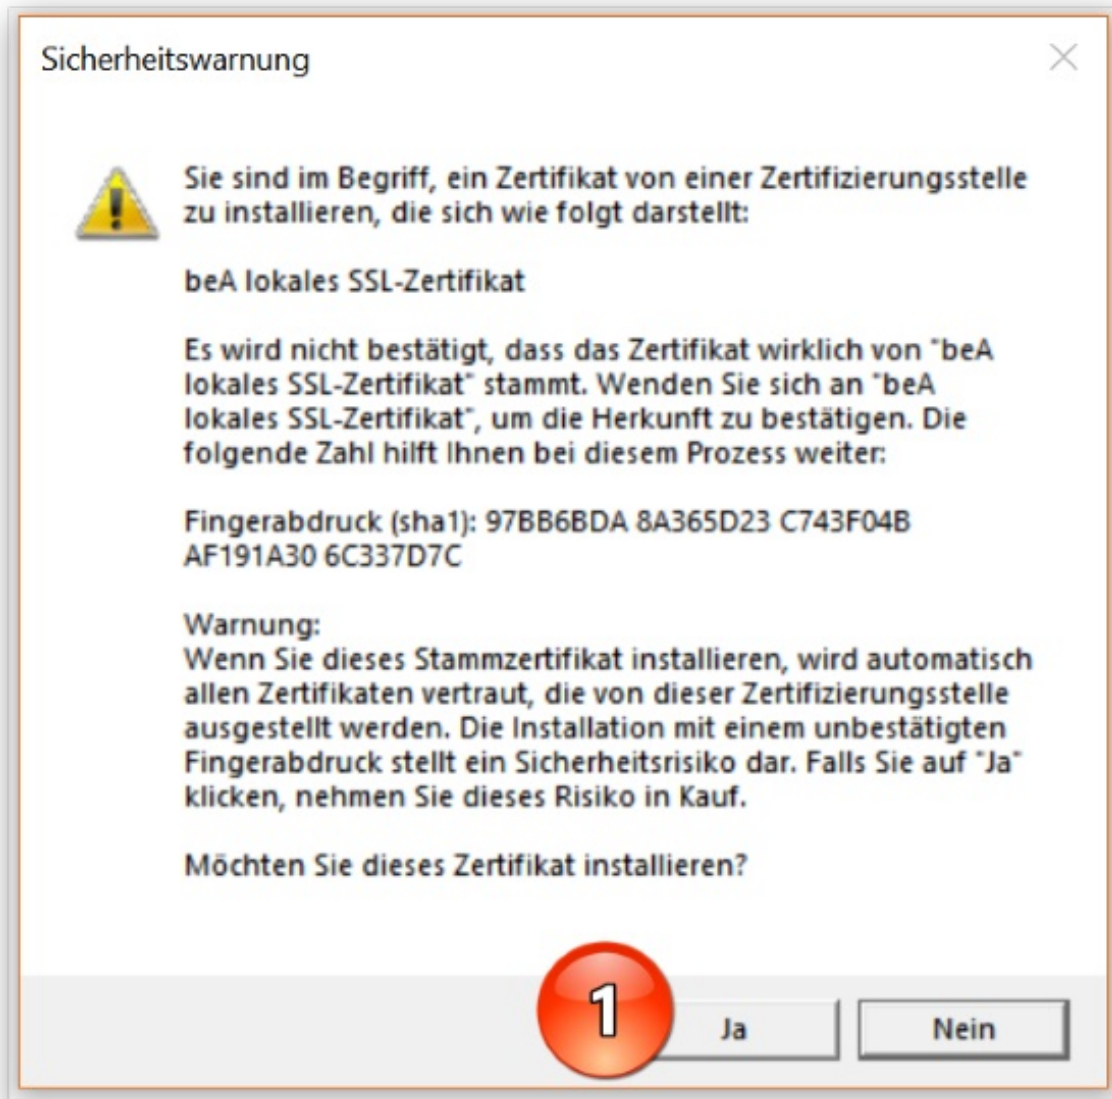 Sicherheitswarnung
Sie sind im Begriff, ein Zertifikat von einer Zertifizierungsstelle
zu installieren, die sich wie folgt darstellt:
beA lokales SSL-Zertifikat
Es wird nicht bestätigt, dass das Zertifikat wirklich von "beA
lokales SSL-Zertifikat" stammt. Wenden Sie sich an "beA
lokales SSL-Zertifikat", um die Herkunft zu bestätigen. Die
folgende Zahl hilft Ihnen bei diesem Prozess weiter:
Fingerabdruck (sha1): 97BB6BDA 8A365D23 C743F04B
AF191A30 6C337D7C
Warnung:
Wenn Sie dieses Stammzertifikat installieren, wird automatisch
allen Zertifikaten vertraut, die von dieser Zertifizierungsstelle
ausgestellt werden. Die Installation mit einem unbestätigten
Fingerabdruck stellt ein Sicherheitsrisiko dar. Falls Sie auf "Ja"
klicken, nehmen Sie dieses Risiko in Kauf.
Möchten Sie dieses Zertifikat installieren?
1 Ja Nein